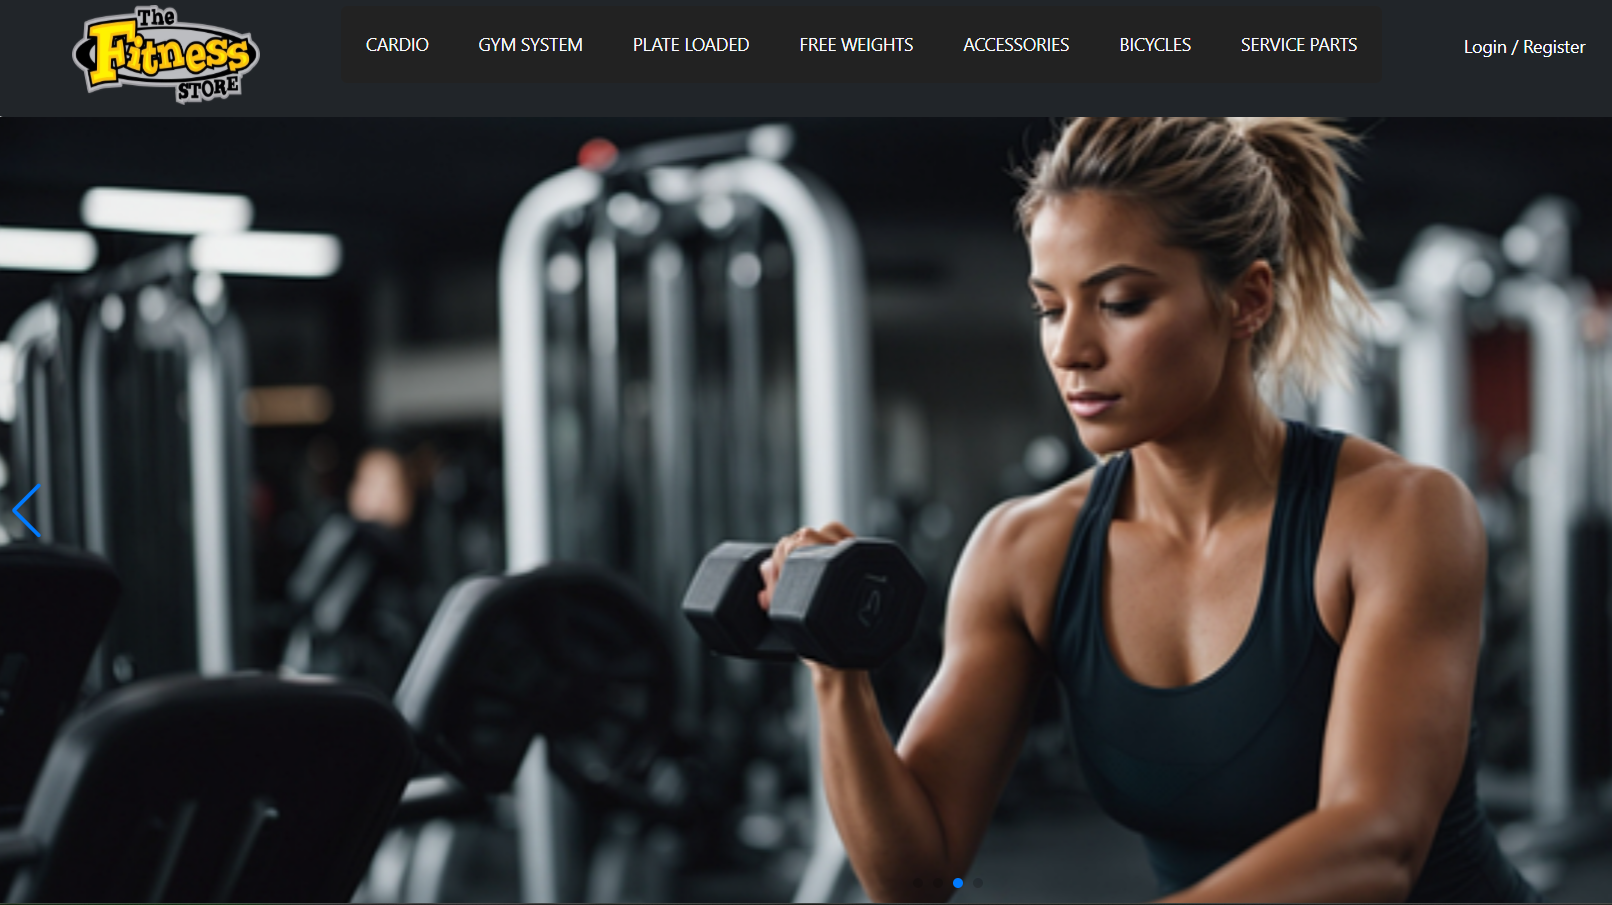 The
Fitness
STORE
CARDIO
GYM SYSTEM
PLATE LOADED
FREE WEIGHTS
ACCESSORIES
BICYCLES
SERVICE PARTS
Login / Register